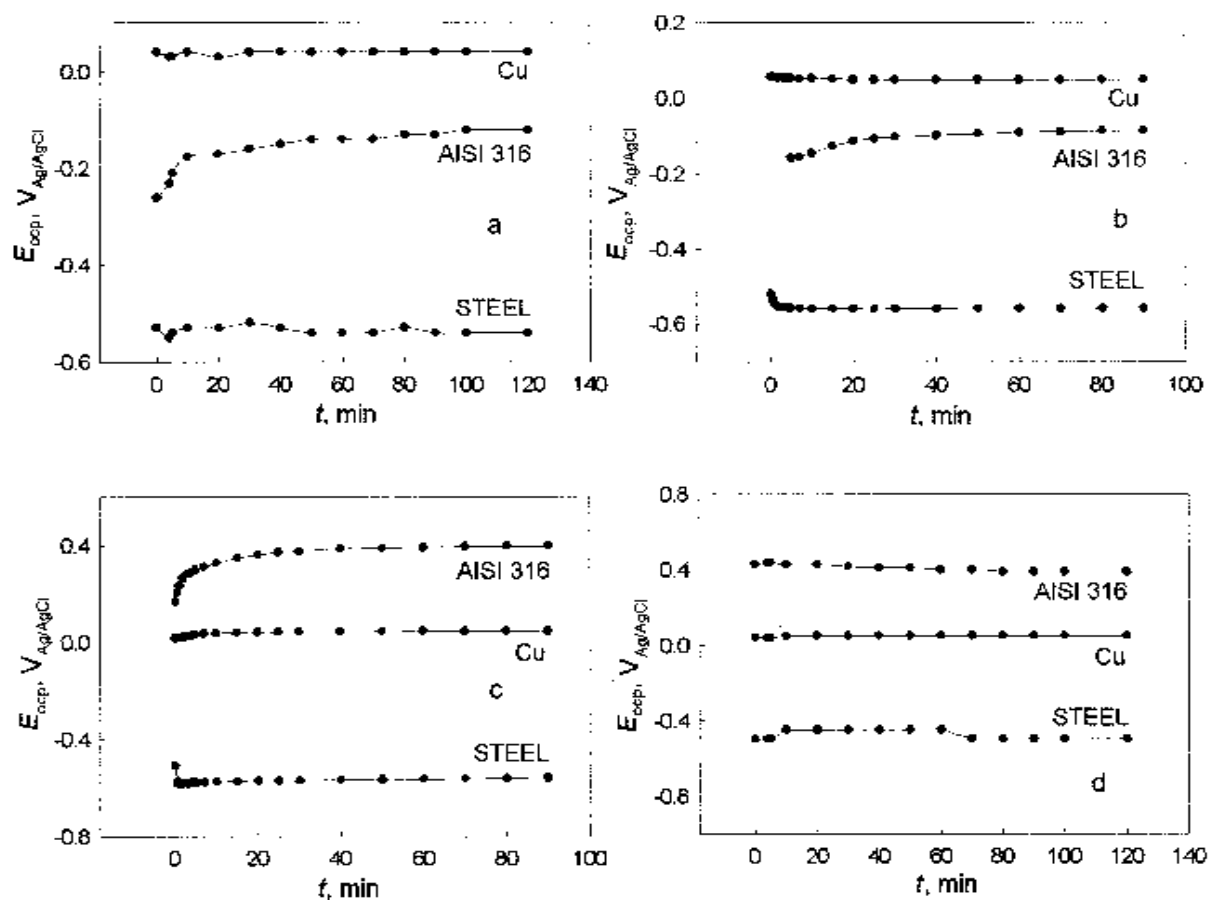 0.0
-0.2
-0.4
-0.6
E_ocp, V_Ag/AgCl
Cu
AISI 316
a
STEEL
0 20 40 60 80 100 120 140
t, min
0.2
0.0
-0.2
-0.4
-0.6
E_ocp, V_Ag/AgCl
Cu
AISI 316
b
STEEL
0 20 40 60 80 100
t, min
0.4
0.0
-0.4
-0.8
E_ocp, V_Ag/AgCl
AISI 316
Cu
c
STEEL
0 20 40 60 80 100
t, min
0.8
0.4
0.0
-0.4
-0.8
E_ocp, V_Ag/AgCl
AISI 316
Cu
STEEL
d
0 20 40 60 80 100 120 140
t, min